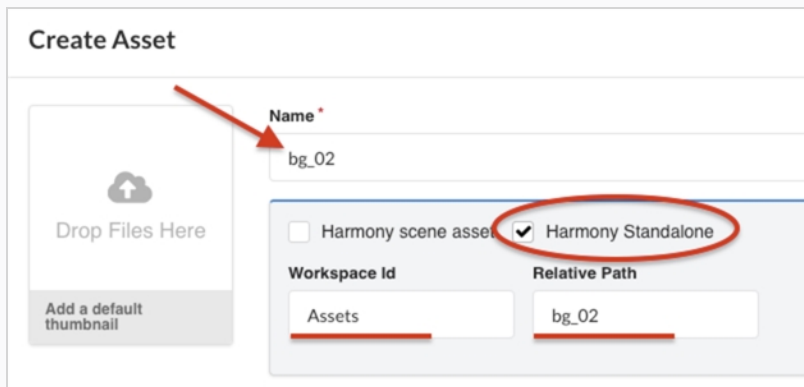 Create Asset
Name *
bg_02
Drop Files Here
Harmony scene asset
Harmony Standalone
Workspace Id
Relative Path
Assets
bg_02
Add a default
thumbnail